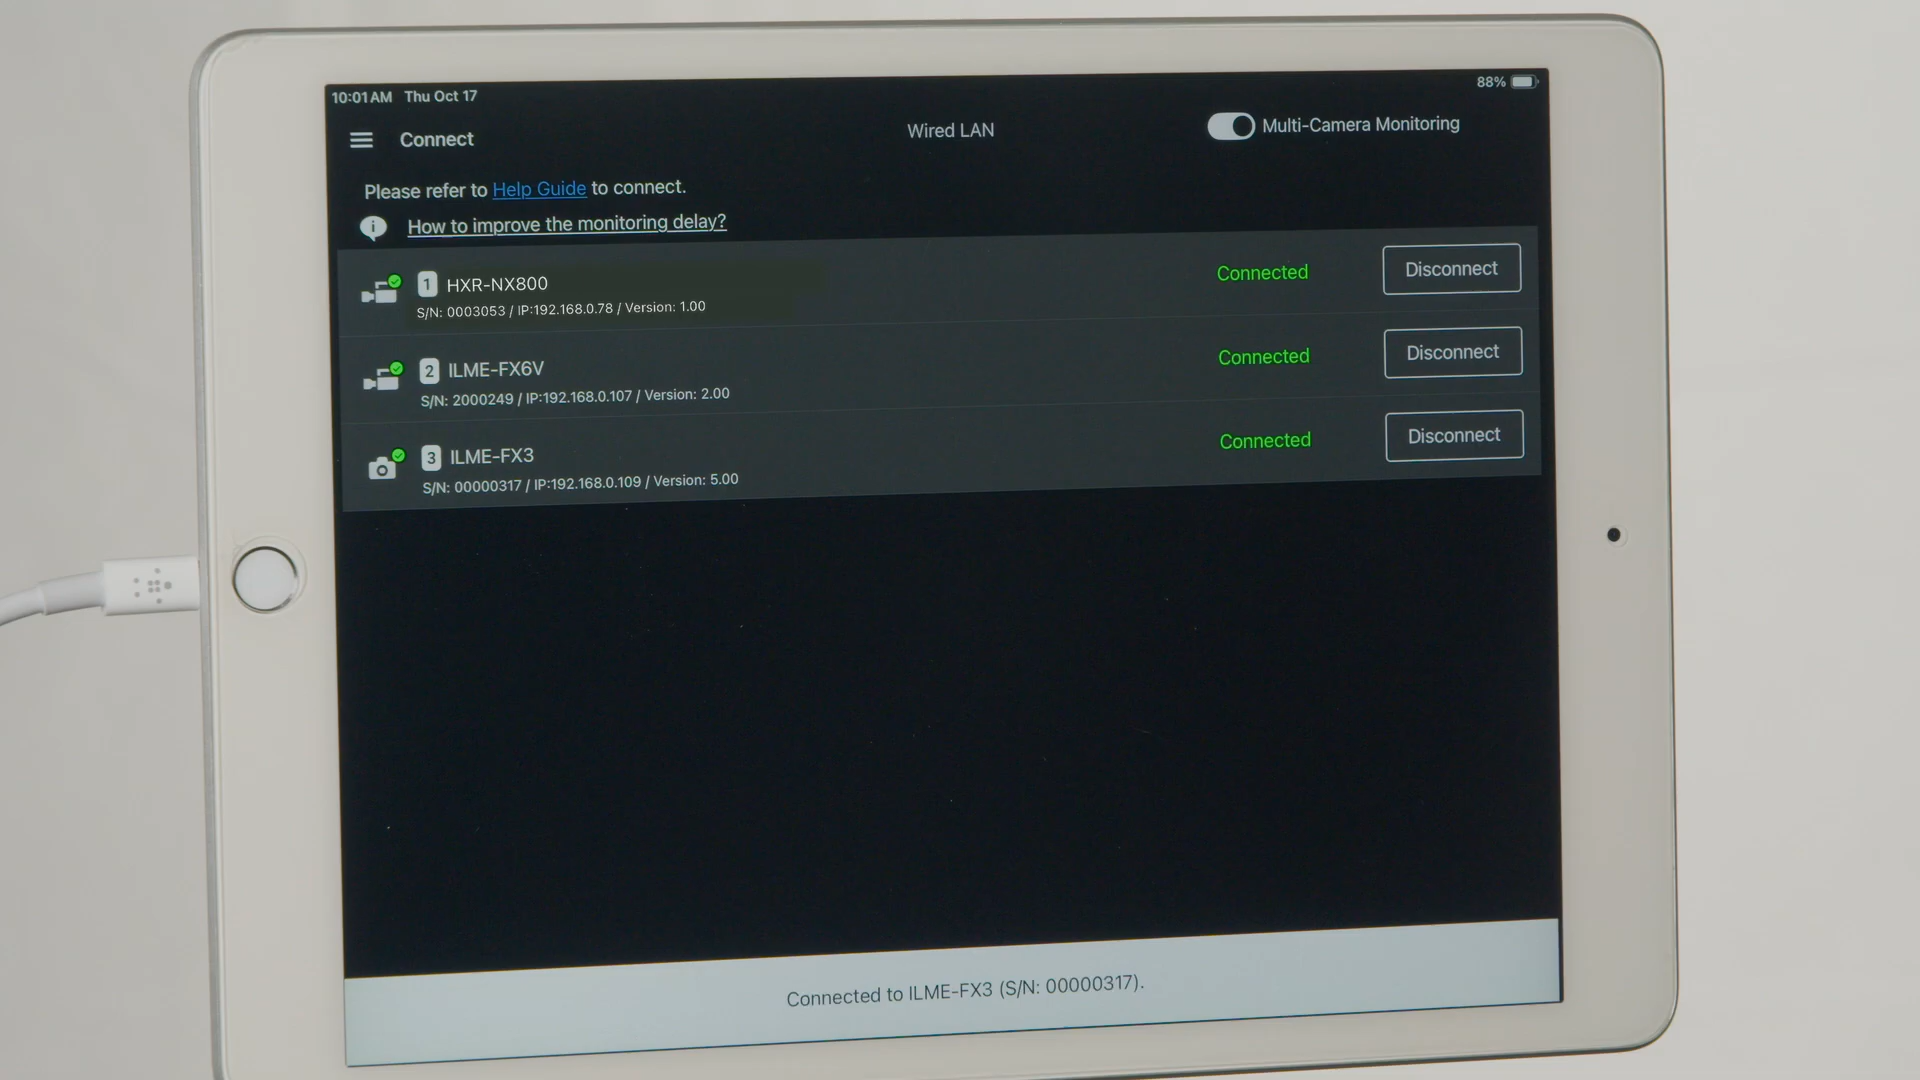 10:01AM Thu Oct 17
88%
Connect
Wired LAN
Multi-Camera Monitoring
Please refer to Help Guide to connect.
How to improve the monitoring delay?
1 HXR-NX800
S/N: 0003053 / IP:192.168.0.78 / Version: 1.00
Connected
Disconnect
2 ILME-FX6V
S/N: 2000249 / IP:192.168.0.107 / Version: 2.00
Connected
Disconnect
3 ILME-FX3
S/N: 00000317 / IP:192.168.0.109 / Version: 5.00
Connected
Disconnect
Connected to ILME-FX3 (S/N: 00000317).